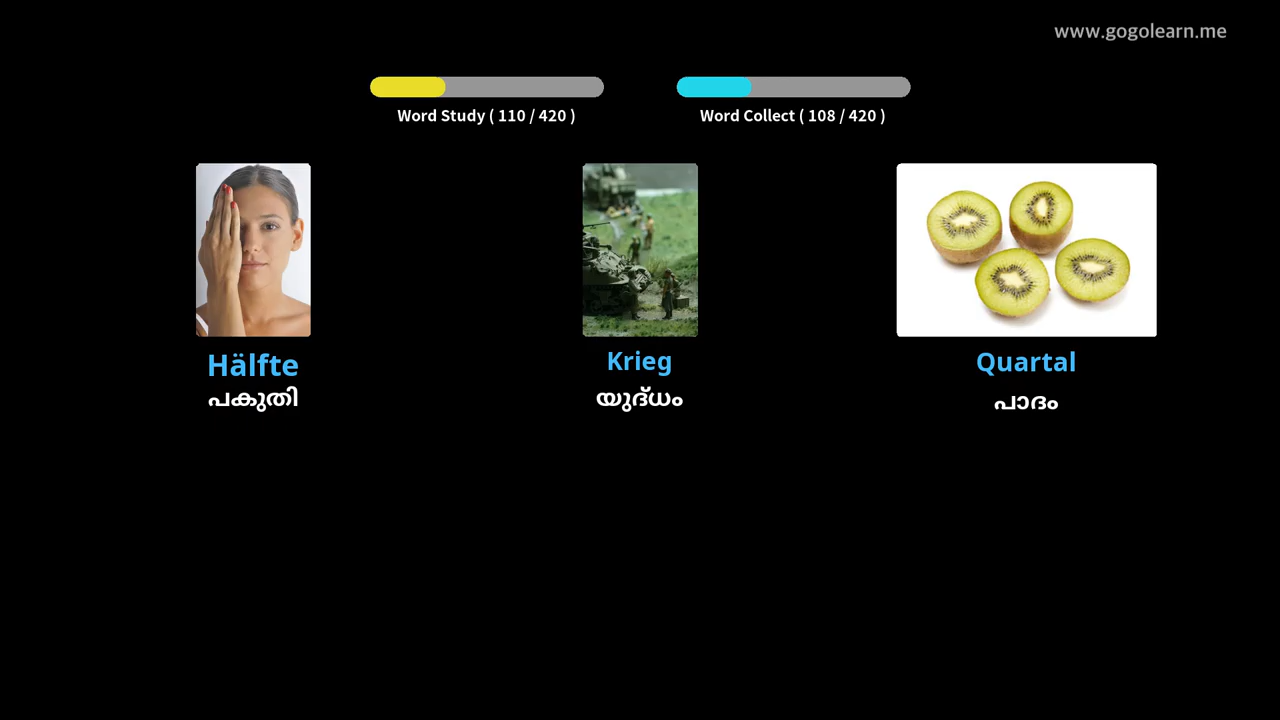 www.gogolearn.me
Word Study ( 110 / 420 )
Word Collect ( 108 / 420 )
Hälfte
Krieg
Quartal
പകുതി
യുദ്ധം
പാദം